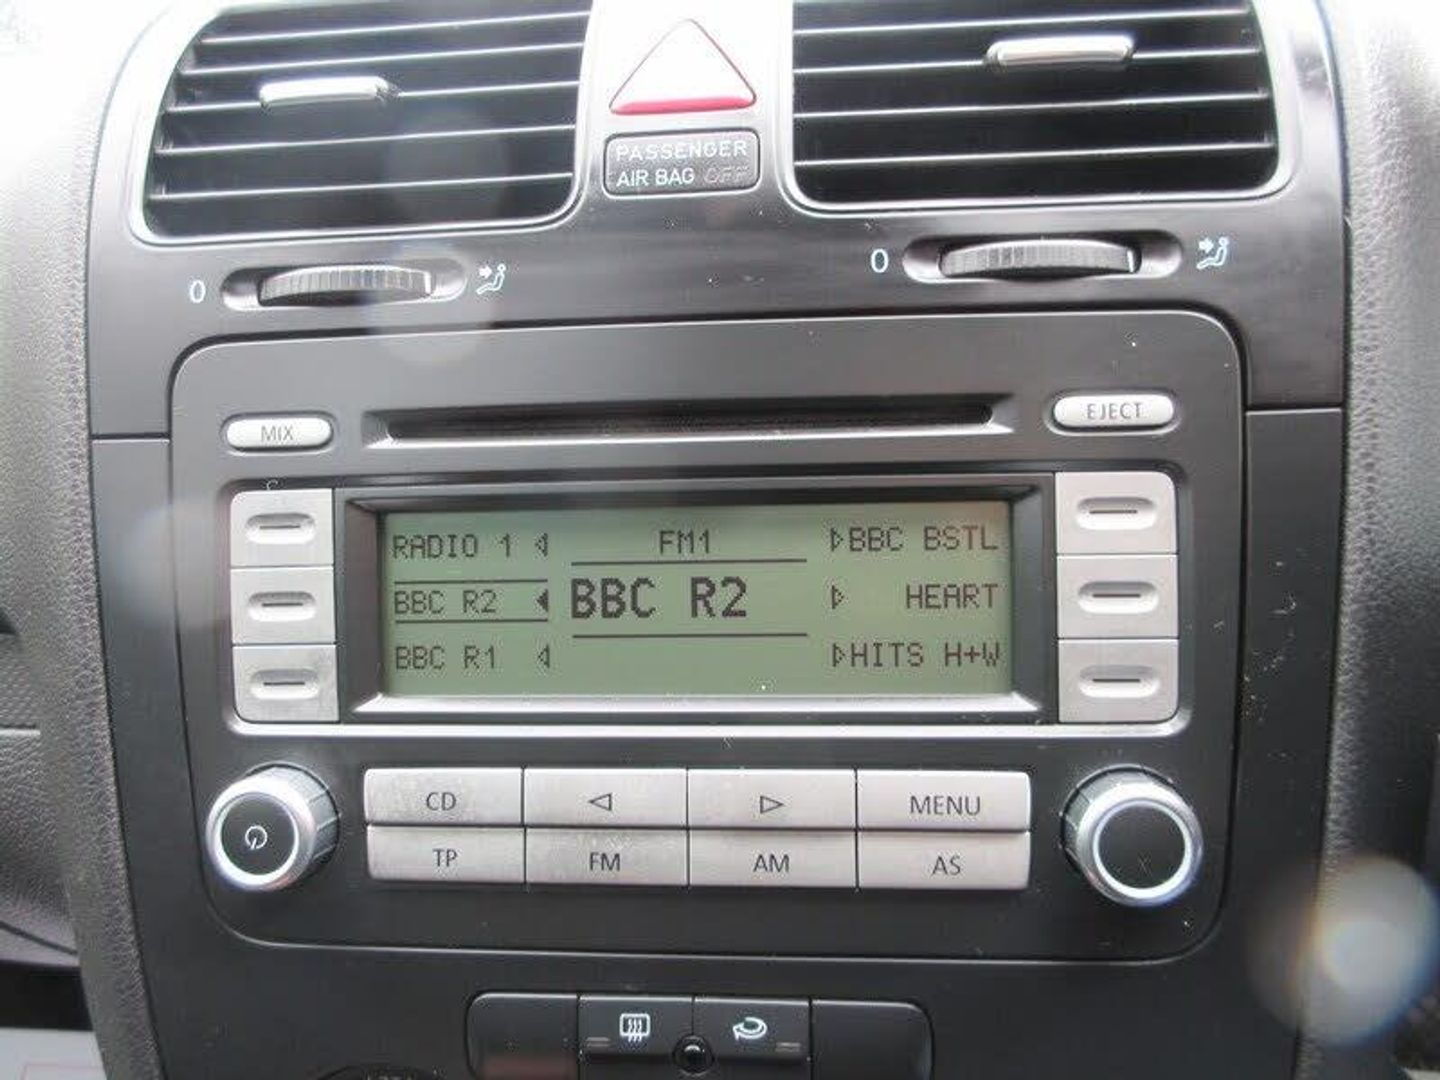 PASSENGER
AIR BAG OFF
0
0
MIX
EJECT
RADIO 1
FM1
BBC BSTL
BBC R2
BBC R2
HEART
BBC R1
HITS H+W
CD
MENU
TP
FM
AM
AS